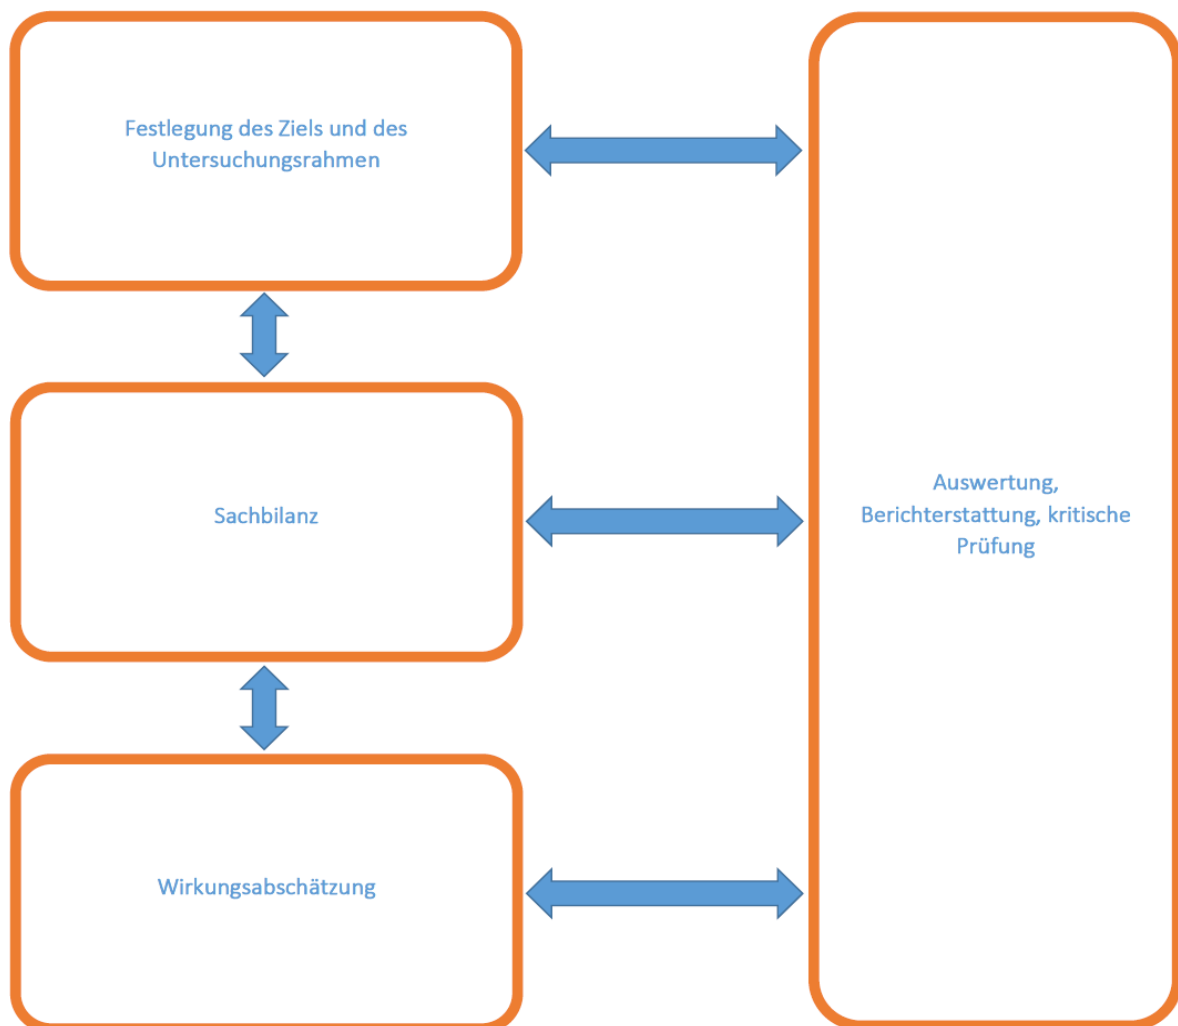 Festlegung des Ziels und des
Untersuchungsrahmen
Sachbilanz
Wirkungsabschätzung
Auswertung,
Berichterstattung, kritische
Prüfung